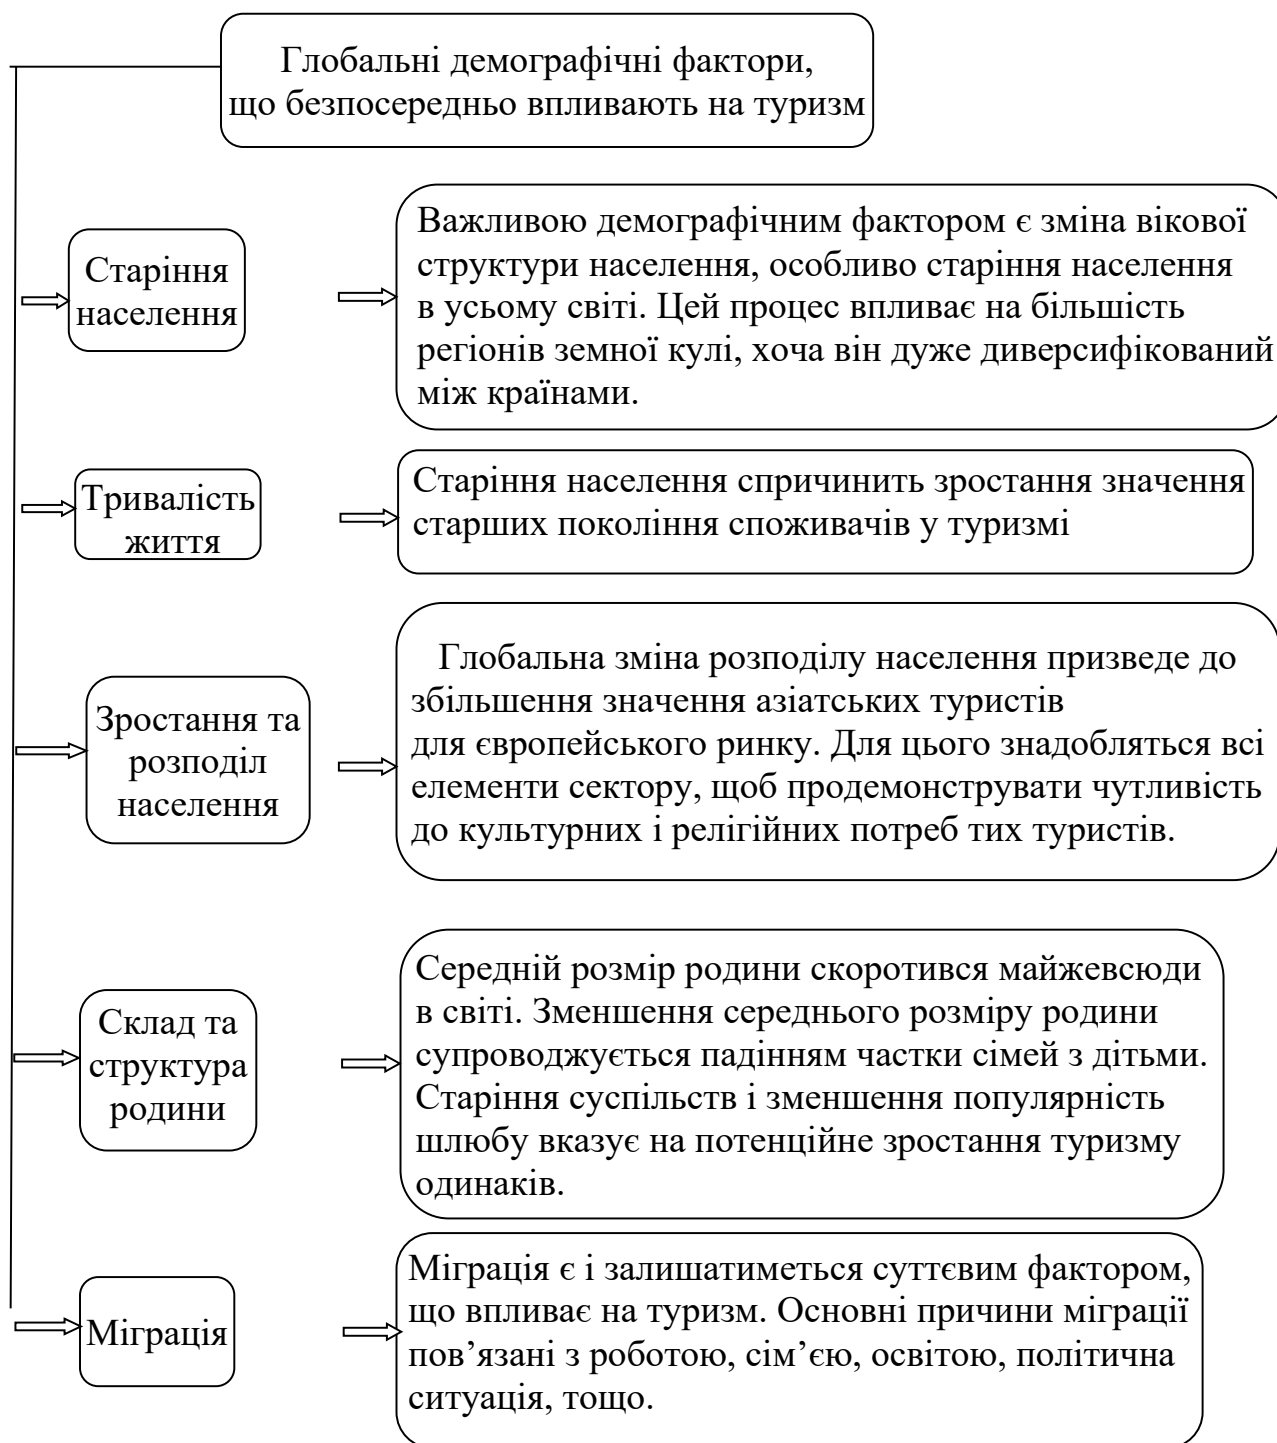 Глобальні демографічні фактори,
що безпосередньо впливають на туризм
Старіння
населення
Важливою демографічним фактором є зміна вікової
структури населення, особливо старіння населення
в усьому світі. Цей процес впливає на більшість
регіонів земної кулі, хоча він дуже диверсифікований
між країнами.
Тривалість
життя
Старіння населення спричинить зростання значення
старших покоління споживачів у туризмі
Зростання та
розподіл
населення
Глобальна зміна розподілу населення призведе до
збільшення значення азіатських туристів
для європейського ринку. Для цього знадобляться всі
елементи сектору, щоб продемонструвати чутливість
до культурних і релігійних потреб тих туристів.
Склад та
структура
родини
Середній розмір родини скоротився майжевсюди
в світі. Зменшення середнього розміру родини
супроводжується падінням частки сімей з дітьми.
Старіння суспільств і зменшення популярність
шлюбу вказує на потенційне зростання туризму
одинаків.
Міграція
Міграція є і залишатиметься суттєвим фактором,
що впливає на туризм. Основні причини міграції
пов’язані з роботою, сім’єю, освітою, політична
ситуація, тощо.